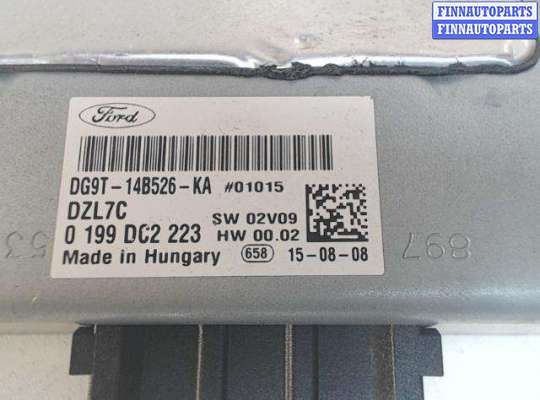 FINNAUTOPARTS
FINNAUTOPARTS
Ford
DG9T-14B526-KA #01015
DZL7C
SW 02V09
0 199 DC2 223
HW 00.02
Made in Hungary 658 15-08-08
53
897